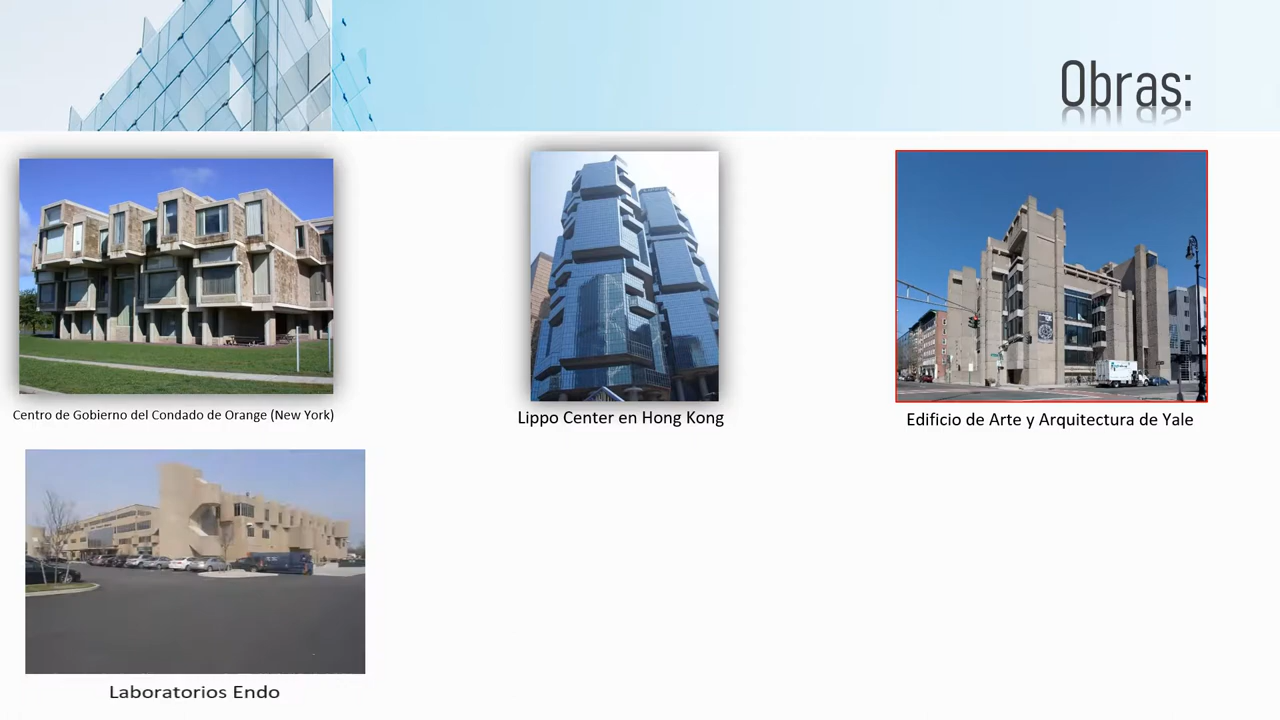 Obras:
Centro de Gobierno del Condado de Orange (New York)
Lippo Center en Hong Kong
Edificio de Arte y Arquitectura de Yale
Laboratorios Endo